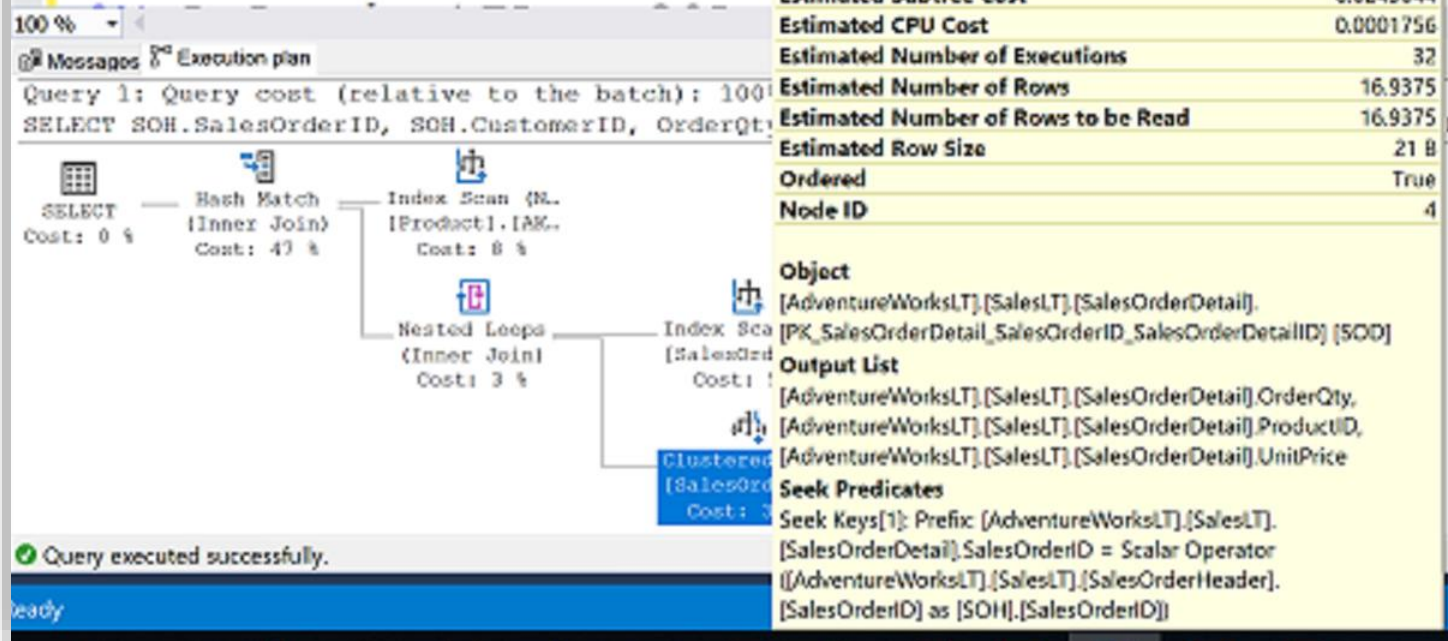 100 %
Messages Execution plan
Query 1: Query cost (relative to the batch): 100
SELECT SOH.SalesOrderID, SOH.CustomerID, OrderQty
SELECT
Cost: 0 %
Hash Match
(Inner Join)
Cost: 47 %
Index Scan (N...
[Product].[AK...
Cost: 8 %
Nested Loops
(Inner Join)
Cost: 3 %
Index Sca
[SalesOrd
Cost:
Clustered
[SalesOrd
Cost: 3
Query executed successfully.
eady
Estimated Subtree Cost
Estimated CPU Cost 0.0001756
Estimated Number of Executions 32
Estimated Number of Rows 16.9375
Estimated Number of Rows to be Read 16.9375
Estimated Row Size 21 B
Ordered True
Node ID 4
Object
[AdventureWorksLT].[SalesLT].[SalesOrderDetail].
[PK_SalesOrderDetail_SalesOrderID_SalesOrderDetailID] [SOD]
Output List
[AdventureWorksLT].[SalesLT].[SalesOrderDetail].OrderQty,
[AdventureWorksLT].[SalesLT].[SalesOrderDetail].ProductID,
[AdventureWorksLT].[SalesLT].[SalesOrderDetail].UnitPrice
Seek Predicates
Seek Keys[1]: Prefix: [AdventureWorksLT].[SalesLT].
[SalesOrderDetail].SalesOrderID = Scalar Operator
([AdventureWorksLT].[SalesLT].[SalesOrderHeader].
[SalesOrderID] as [SOH].[SalesOrderID])